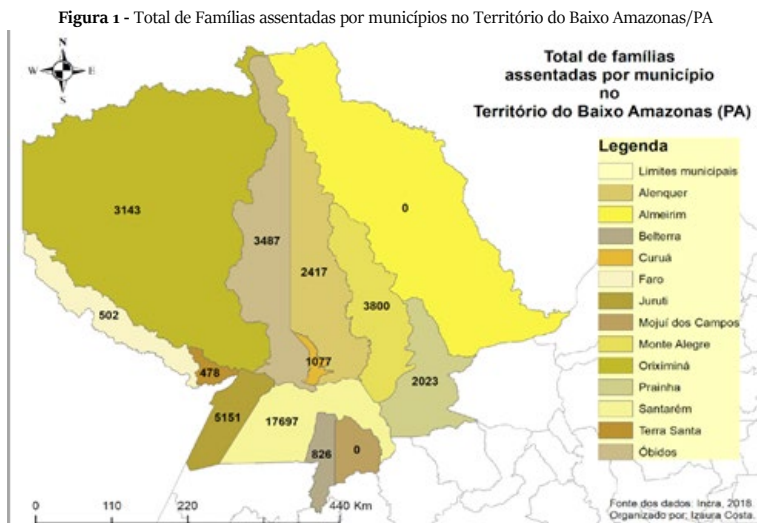 Figura 1 - Total de Famílias assentadas por municípios no Território do Baixo Amazonas/PA
N
W E
S
Total de famílias
assentadas por município
no
Território do Baixo Amazonas (PA)
Legenda
Limites municipais
Alenquer
Almeirim
Belterra
Curuá
Faro
Juruti
Mojuí dos Campos
Monte Alegre
Oriximiná
Prainha
Santarém
Terra Santa
Óbidos
3143
0
3487
2417
3800
502
1077
478
2023
5151
17697
826
0
0 110 220 440 Km
Fonte dos dados: Incra, 2018.
Organizado por: Izaura Costa.